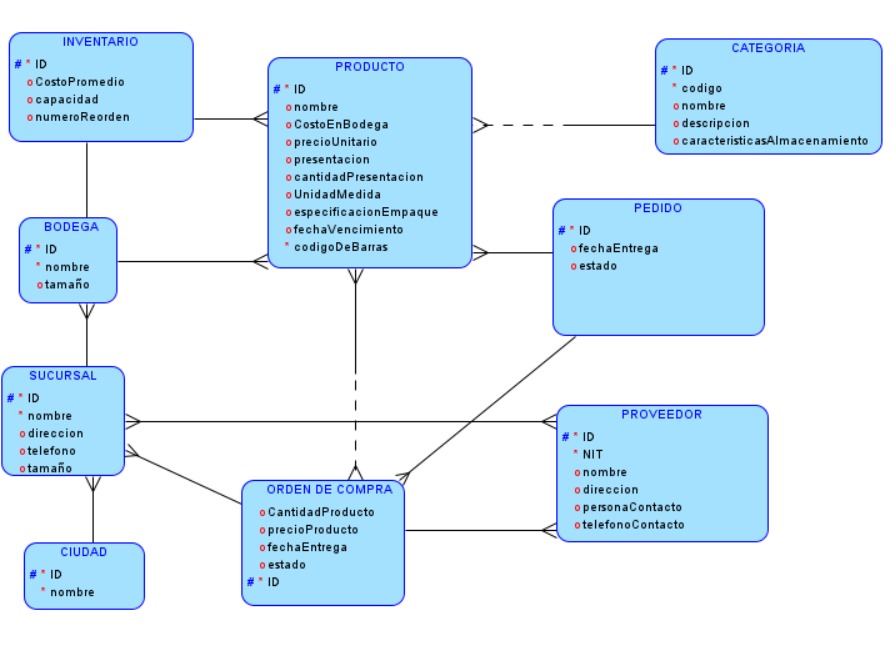 INVENTARIO
# * ID
o CostoPromedio
o capacidad
o numeroReorden
PRODUCTO
# * ID
o nombre
o CostoEnBodega
o precioUnitario
o presentacion
o cantidadPresentacion
o UnidadMedida
o especificacionEmpaque
o fechaVencimiento
* codigoDeBarras
CATEGORIA
# * ID
* codigo
o nombre
o descripcion
o caracteristicasAlmacenamiento
BODEGA
# * ID
* nombre
o tamaño
PEDIDO
# * ID
o fechaEntrega
o estado
SUCURSAL
# * ID
* nombre
o direccion
o telefono
o tamaño
PROVEEDOR
# * ID
* NIT
o nombre
o direccion
o personaContacto
o telefonoContacto
ORDEN DE COMPRA
o CantidadProducto
o precioProducto
o fechaEntrega
o estado
# * ID
CIUDAD
# * ID
* nombre